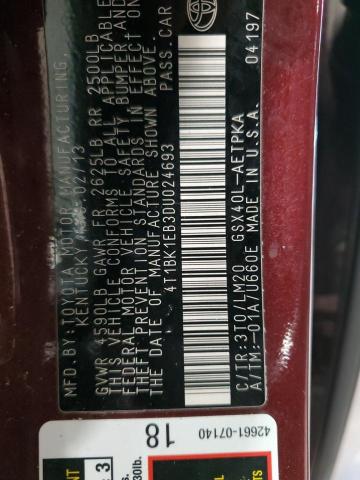 MFD. BY: TOYOTA MOTOR MANUFACTURING,
KENTUCKY, INC. 02/13
GVWR 4590LB GAWR FR 2625LB RR 2500LB
THIS VEHICLE CONFORMS TO ALL APPLICABLE
FEDERAL MOTOR VEHICLE SAFETY, BUMPER, AND
THEFT PREVENTION STANDARDS IN EFFECT ON
THE DATE OF MANUFACTURE SHOWN ABOVE.
4T1BK1EB3DU024693 PASS. CAR
C/TR: 3T0/LM20 GSX40L-AETPKA
A/TM: -01A/U660E MADE IN U.S.A. 04197
42661-07140
18
3
30lb.